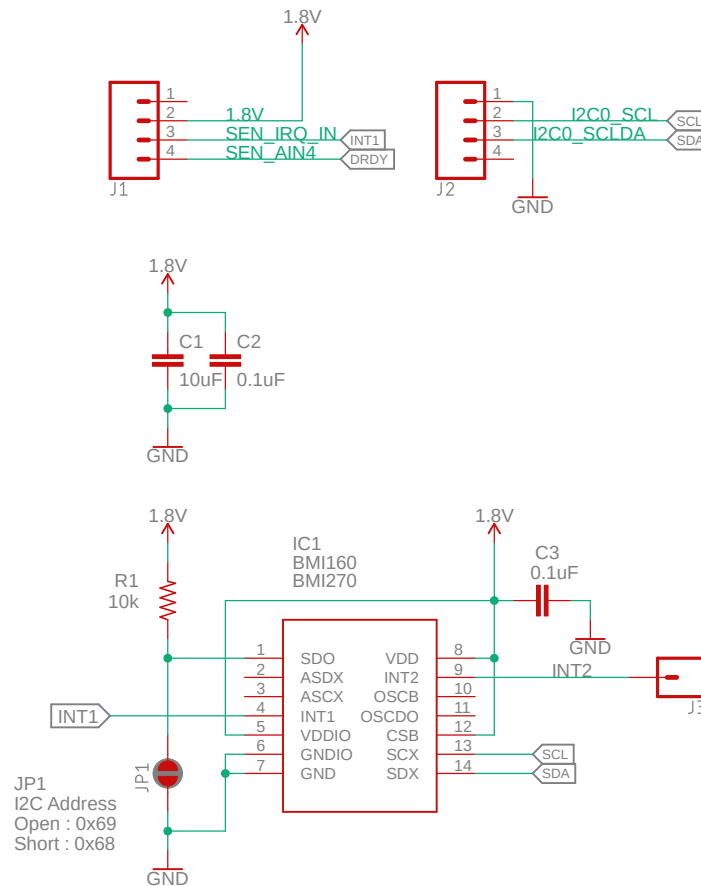 1.8V
1
2
3
4
1.8V
SEN_IRQ_IN
SEN_AIN4
INT1
DRDY
J1
1
2
3
4
I2C0_SCL
I2C0_SCLDA
SCL
SDA
J2
GND
1.8V
C1
10uF
C2
0.1uF
GND
1.8V
R1
10k
IC1
BMI160
BMI270
1.8V
C3
0.1uF
GND
1 SDO
2 ASDX
3 ASCX
4 INT1
5 VDDIO
6 GNDIO
7 GND
VDD 8
INT2 9
OSCB 10
OSCDO 11
CSB 12
SCX 13
SDX 14
INT1
INT2
J3
SCL
SDA
JP1
JP1
I2C Address
Open : 0x69
Short : 0x68
GND